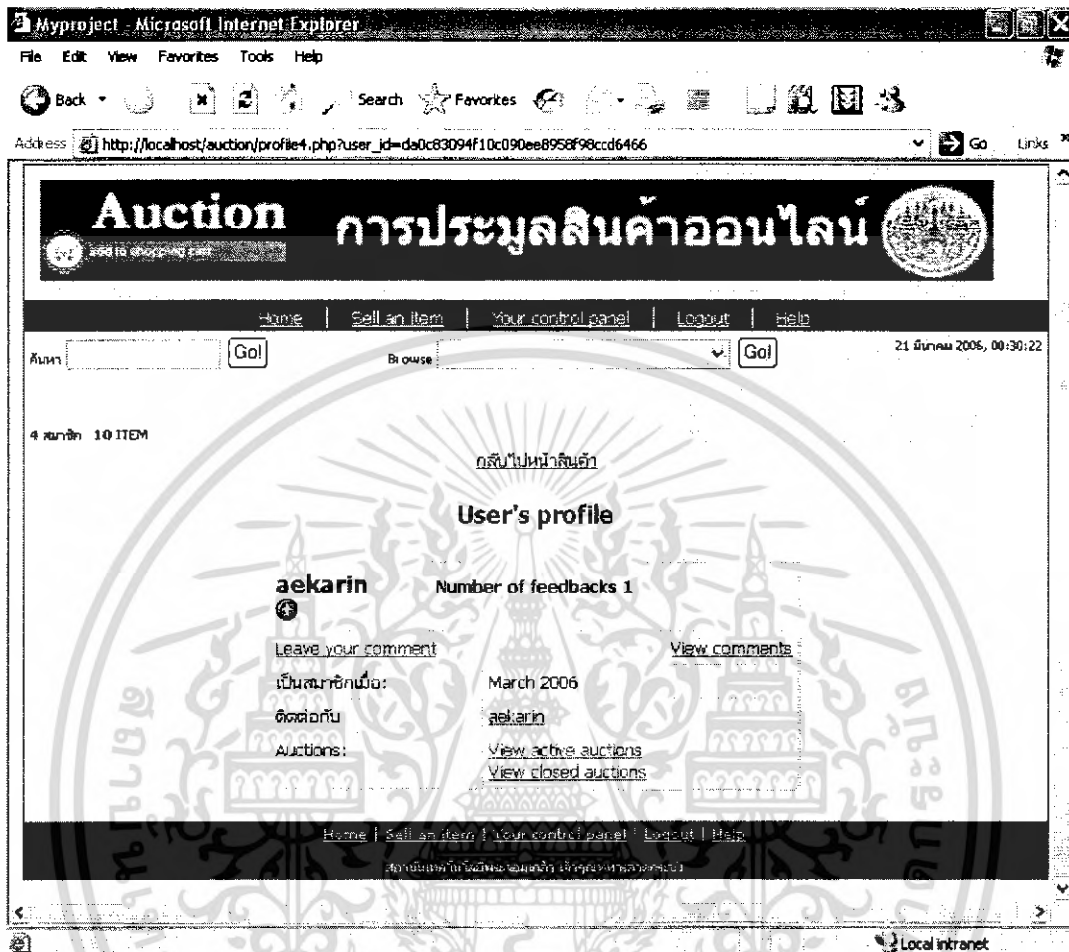 Myproject - Microsoft Internet Explorer
File Edit View Favorites Tools Help
Back Search Favorites
Address http://localhost/auction/profile4.php?user_id=da0c83094f10c090ee8958f98ccd6466 Go Links
Auction การประมูลสินค้าออนไลน์
add to shopping cart
Home | Sell an item | Your control panel | Logout | Help
ค้นหา Go! Browse Go! 21 มีนาคม 2006, 00:30:22
4 สมาชิก 10 ITEM
กลับไปหน้าสินค้า
User's profile
aekarin Number of feedbacks 1
Leave your comment View comments
เป็นสมาชิกเมื่อ: March 2006
ติดต่อกับ aekarin
Auctions: View active auctions
View closed auctions
Home | Sell an item | Your control panel | Logout | Help
Local intranet